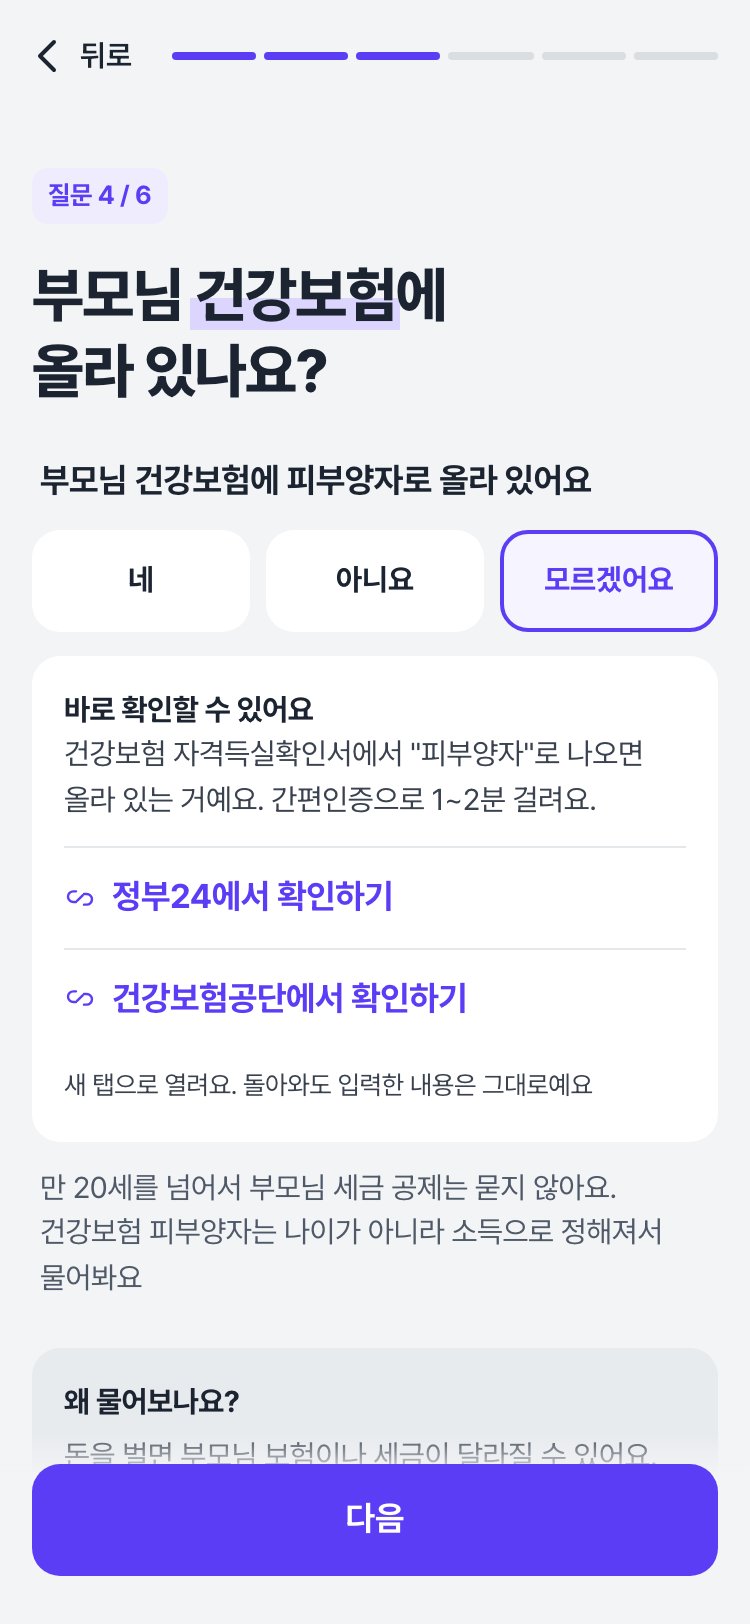 뒤로
질문 4 / 6
부모님 건강보험에
올라 있나요?
부모님 건강보험에 피부양자로 올라 있어요
네
아니요
모르겠어요
바로 확인할 수 있어요
건강보험 자격득실확인서에서 "피부양자"로 나오면
올라 있는 거예요. 간편인증으로 1~2분 걸려요.
정부24에서 확인하기
건강보험공단에서 확인하기
새 탭으로 열려요. 돌아와도 입력한 내용은 그대로예요
만 20세를 넘어서 부모님 세금 공제는 묻지 않아요.
건강보험 피부양자는 나이가 아니라 소득으로 정해져서
물어봐요
왜 물어보나요?
돈을 벌면 부모님 보험이나 세금이 달라질 수 있어요.
다음